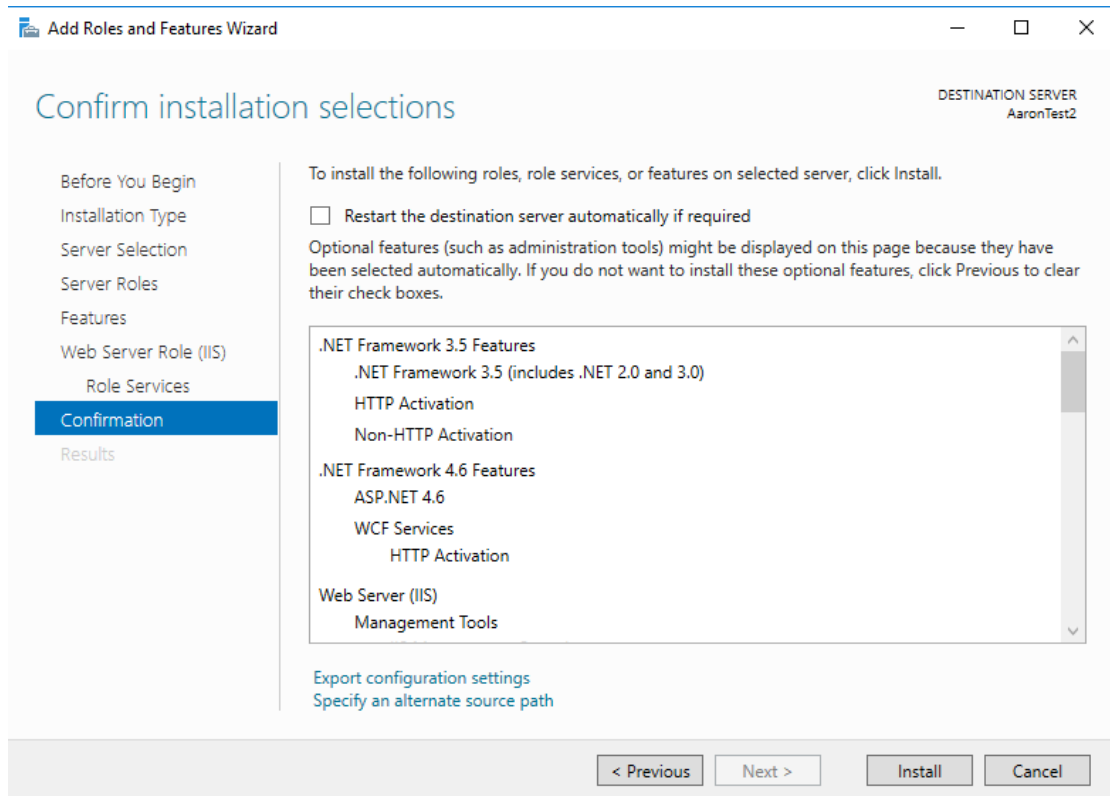 Add Roles and Features Wizard
Confirm installation selections
DESTINATION SERVER
AaronTest2
Before You Begin
Installation Type
Server Selection
Server Roles
Features
Web Server Role (IIS)
Role Services
Confirmation
Results
To install the following roles, role services, or features on selected server, click Install.
Restart the destination server automatically if required
Optional features (such as administration tools) might be displayed on this page because they have
been selected automatically. If you do not want to install these optional features, click Previous to clear
their check boxes.
.NET Framework 3.5 Features
.NET Framework 3.5 (includes .NET 2.0 and 3.0)
HTTP Activation
Non-HTTP Activation
.NET Framework 4.6 Features
ASP.NET 4.6
WCF Services
HTTP Activation
Web Server (IIS)
Management Tools
Export configuration settings
Specify an alternate source path
< Previous
Next >
Install
Cancel